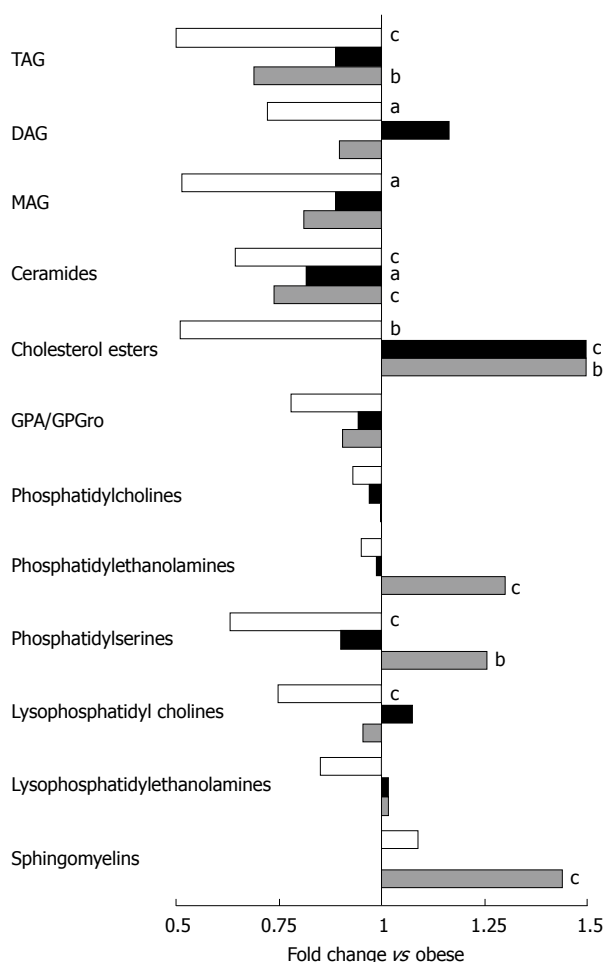 c
TAG
b
a
DAG
a
MAG
c
Ceramides
a
c
b
Cholesterol esters
c
b
GPA/GPGro
Phosphatidylcholines
Phosphatidylethanolamines
c
c
Phosphatidylserines
b
c
Lysophosphatidyl cholines
Lysophosphatidylethanolamines
Sphingomyelins
c
0.5 0.75 1 1.25 1.5
Fold change vs obese